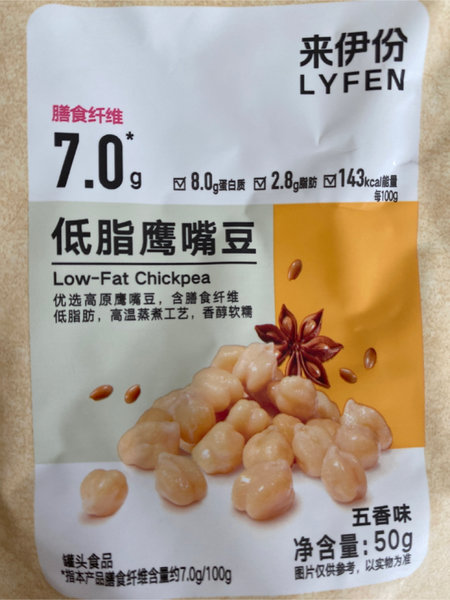 来伊份
LYFEN
膳食纤维
7.0g*
☑8.0g蛋白质 ☑2.8g脂肪 ☑143kcal能量
每100g
低脂鹰嘴豆
Low-Fat Chickpea
优选高原鹰嘴豆，含膳食纤维
低脂肪，高温蒸煮工艺，香醇软糯
五香味
净含量：50g
图片仅供参考，以实物为准
罐头食品
*指本产品膳食纤维含量约7.0g/100g